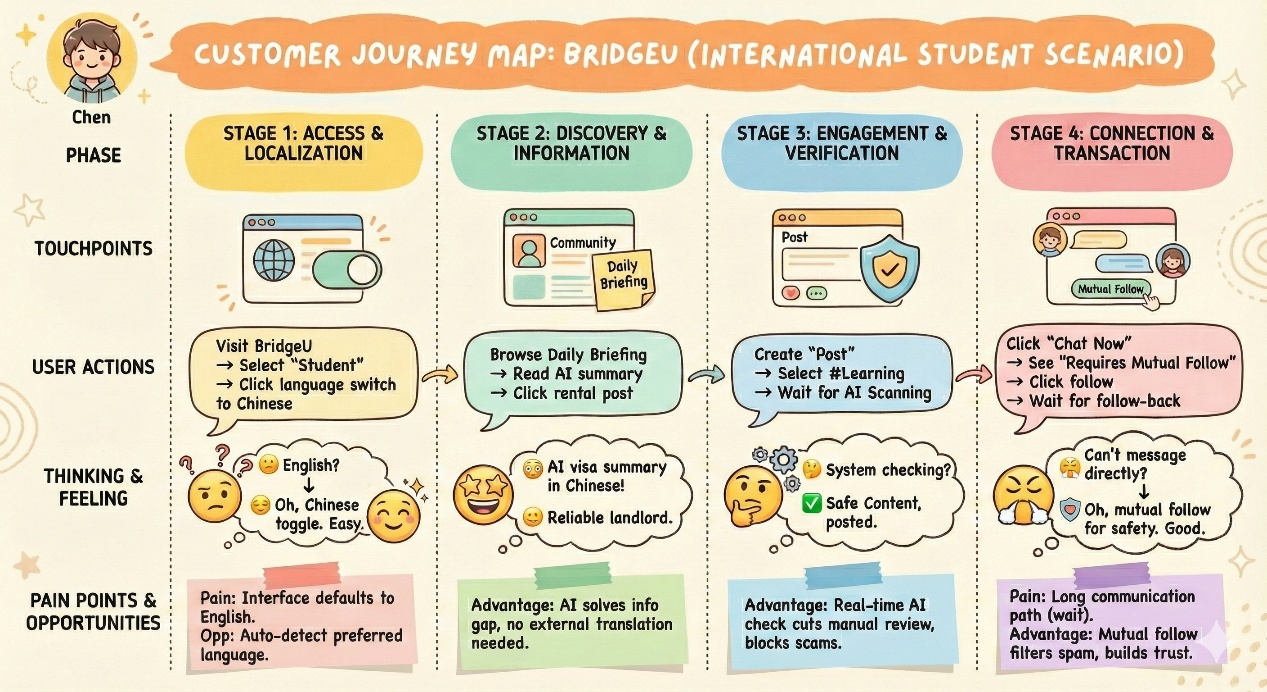 CUSTOMER JOURNEY MAP: BRIDGEU (INTERNATIONAL STUDENT SCENARIO)
Chen
PHASE
STAGE 1: ACCESS &
LOCALIZATION
STAGE 2: DISCOVERY &
INFORMATION
STAGE 3: ENGAGEMENT &
VERIFICATION
STAGE 4: CONNECTION &
TRANSACTION
TOUCHPOINTS
Community
Daily
Briefing
Post
Mutual Follow
USER ACTIONS
Visit BridgeU
→ Select "Student"
→ Click language switch
to Chinese
Browse Daily Briefing
→ Read AI summary
→ Click rental post
Create "Post"
→ Select #Learning
→ Wait for AI Scanning
Click "Chat Now"
→ See "Requires Mutual Follow"
→ Click follow
→ Wait for follow-back
THINKING &
FEELING
? ? ?
English?
↓
Oh, Chinese
toggle. Easy.
AI visa summary
in Chinese!
Reliable landlord.
System checking?
Safe Content,
posted.
Can't message
directly?
↓
Oh, mutual follow
for safety. Good.
PAIN POINTS &
OPPORTUNITIES
Pain: Interface defaults to
English.
Opp: Auto-detect preferred
language.
Advantage: AI solves info
gap, no external translation
needed.
Advantage: Real-time AI
check cuts manual review,
blocks scams.
Pain: Long communication
path (wait).
Advantage: Mutual follow
filters spam, builds trust.